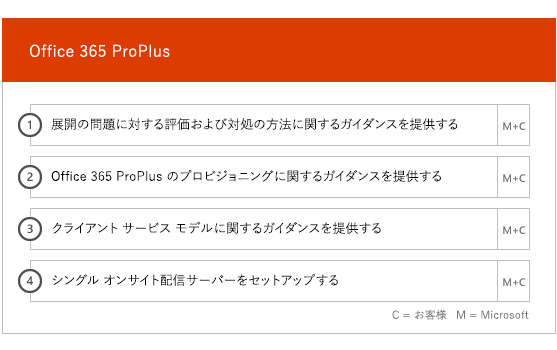 Office 365 ProPlus
1 展開の問題に対する評価および対処の方法に関するガイダンスを提供する M+C
2 Office 365 ProPlus のプロビジョニングに関するガイダンスを提供する M+C
3 クライアント サービス モデルに関するガイダンスを提供する M+C
4 シングル オンサイト配信サーバーをセットアップする M+C
C = お客様 M = Microsoft